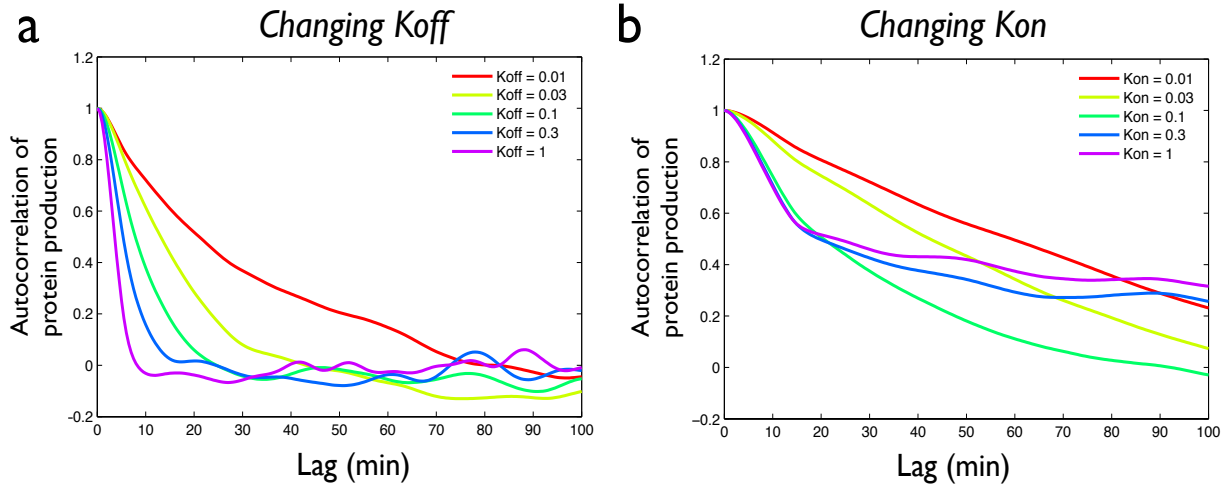 a
Changing Koff
Autocorrelation of
protein production
1.2
1
0.8
0.6
0.4
0.2
0
-0.2
Koff = 0.01
Koff = 0.03
Koff = 0.1
Koff = 0.3
Koff = 1
0 10 20 30 40 50 60 70 80 90 100
Lag (min)
b
Changing Kon
Autocorrelation of
protein production
1.2
1
0.8
0.6
0.4
0.2
0
−0.2
Kon = 0.01
Kon = 0.03
Kon = 0.1
Kon = 0.3
Kon = 1
0 10 20 30 40 50 60 70 80 90 100
Lag (min)